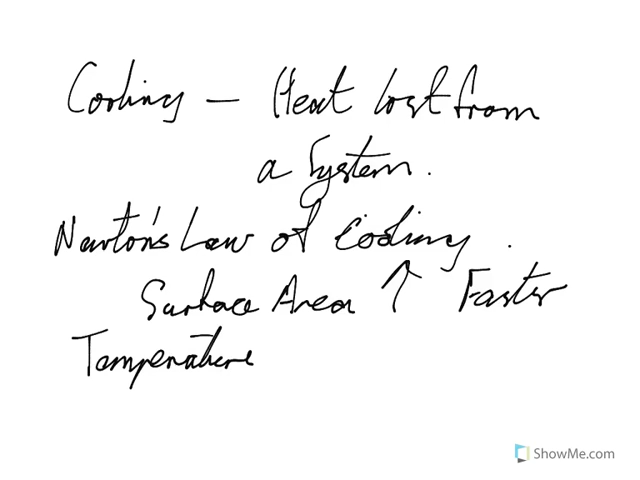 Cooling – Heat lost from
a System.
Newton's Law of Cooling.
Surface Area ↑ Faster
Temperature
ShowMe.com